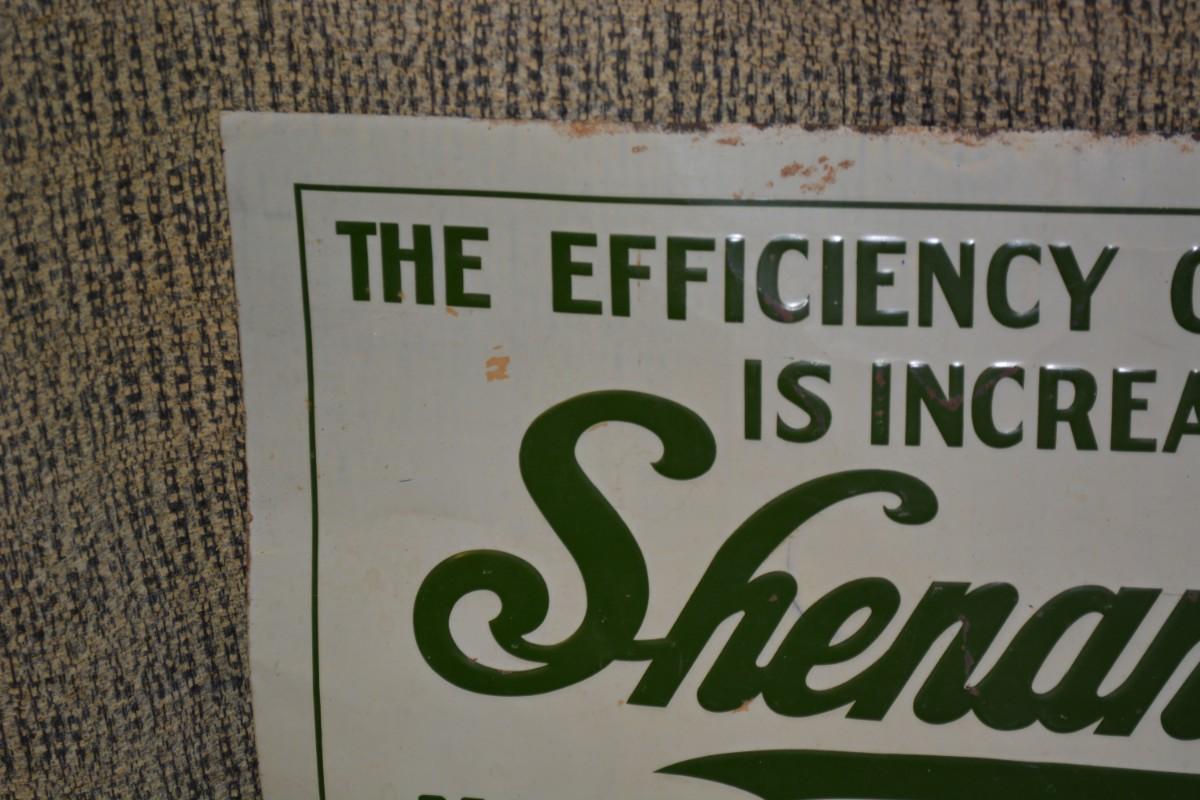 THE EFFICIENCY
IS INCREA
Shenan